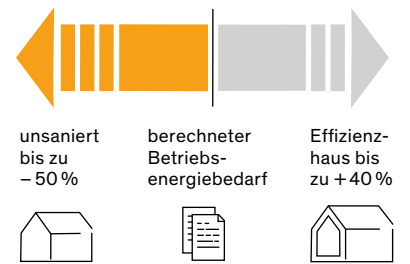 unsaniert
bis zu
– 50 %
berechneter
Betriebs-
energiebedarf
Effizienz-
haus bis
zu + 40 %